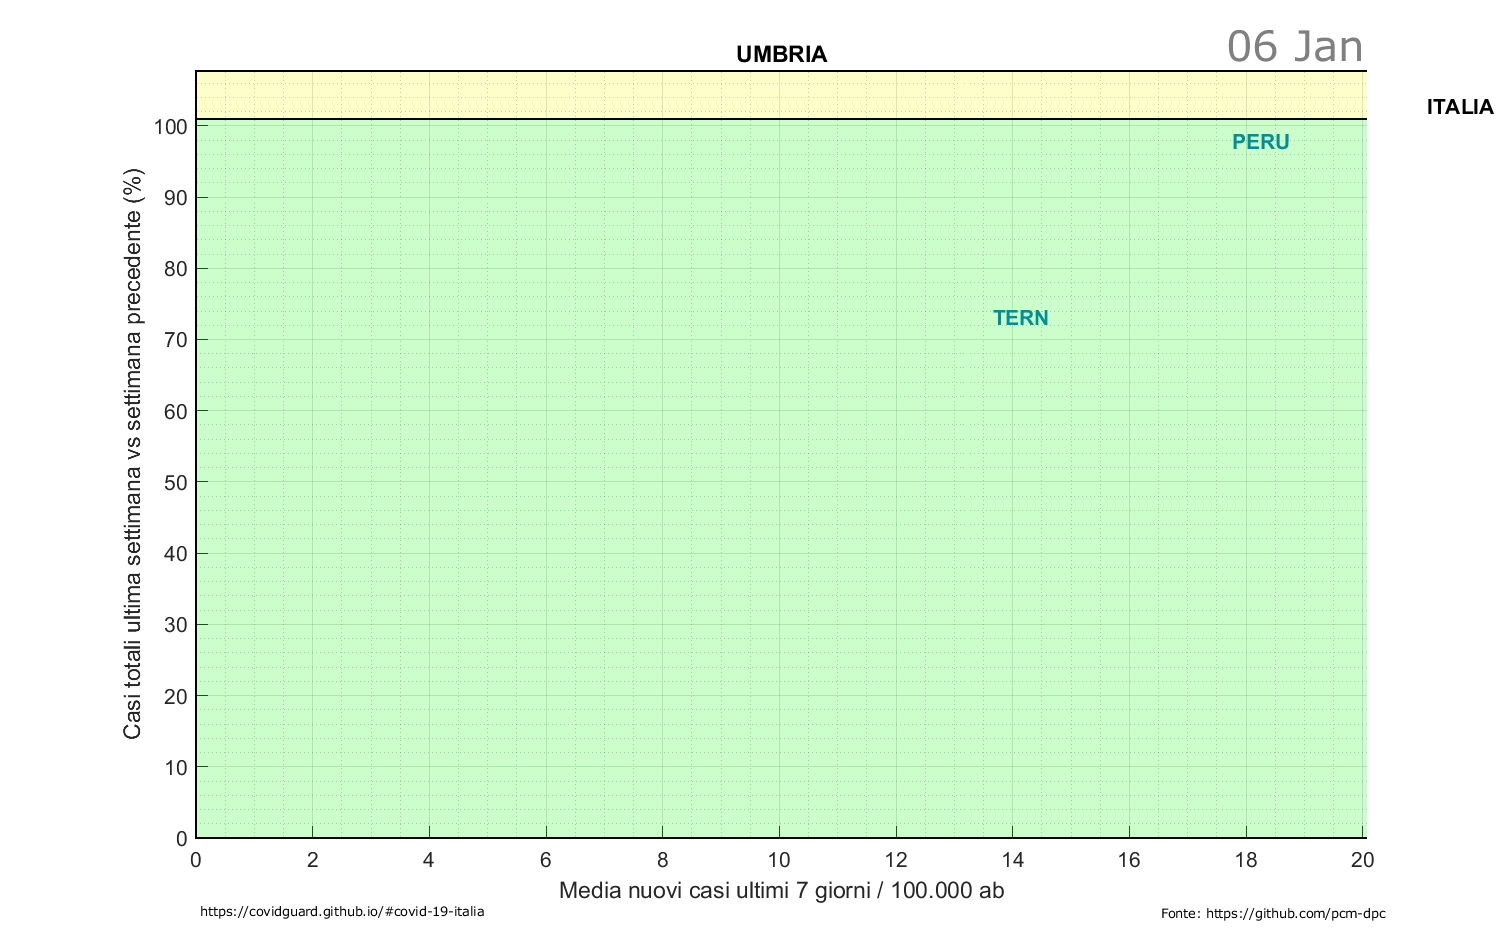 UMBRIA
06 Jan
ITALIA
PERU
TERN
100
90
80
70
60
50
40
30
20
10
0
Casi totali ultima settimana vs settimana precedente (%)
0 2 4 6 8 10 12 14 16 18 20
Media nuovi casi ultimi 7 giorni / 100.000 ab
https://covidguard.github.io/#covid-19-italia
Fonte: https://github.com/pcm-dpc